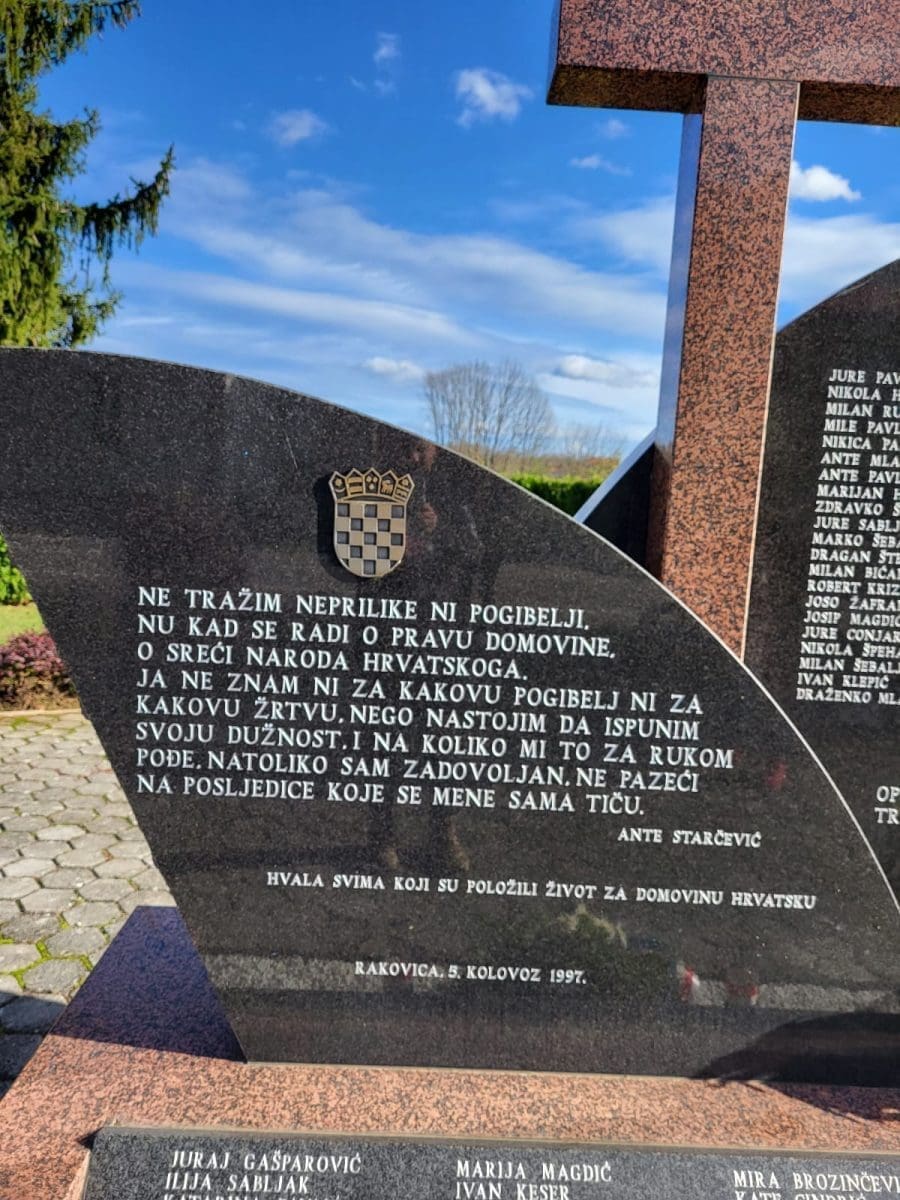 NE TRAŽIM NEPRILIKE NI POGIBELJI,
NU KAD SE RADI O PRAVU DOMOVINE,
O SREĆI NARODA HRVATSKOGA.
JA NE ZNAM NI ZA KAKOVU POGIBELJ NI ZA
KAKOVU ŽRTVU, NEGO NASTOJIM DA ISPUNIM
SVOJU DUŽNOST, I NA KOLIKO MI TO ZA RUKOM
POĐE, NATOLIKO SAM ZADOVOLJAN, NE PAZEĆI
NA POSLJEDICE KOJE SE MENE SAMA TIČU.
ANTE STARČEVIĆ
HVALA SVIMA KOJI SU POLOŽILI ŽIVOT ZA DOMOVINU HRVATSKU
RAKOVICA, 5. KOLOVOZ 1997.
JURE
NIKOLA
MILAN
MILE
NIKICA
ANTE
ANTE
MARIJAN
ZDRAVKO
JURE
MARKO
DRAGAN
MILAN
ROBERT
JOSO
JOSIP MAGDIĆ
JURE
NIKOLA
MILAN
IVAN KLEPIĆ
DRAŽENKO
JURAJ GAŠPAROVIĆ
ILIJA SABLJAK
MARIJA MAGDIĆ
IVAN KESER
MIRA